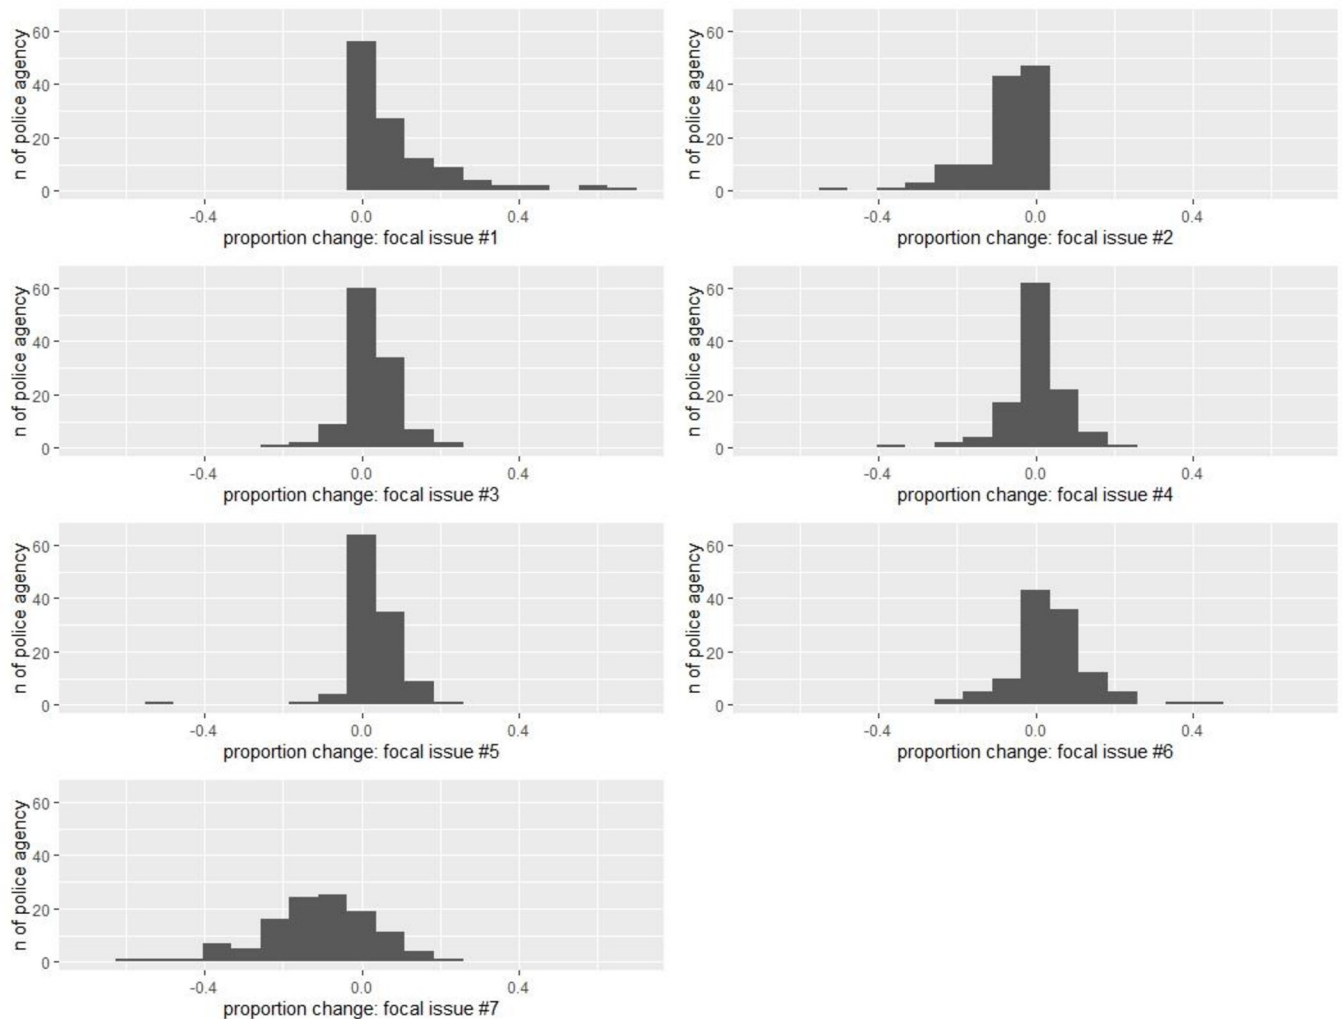 n of police agency
60
40
20
0
-0.4 0.0 0.4
proportion change: focal issue #1
n of police agency
60
40
20
0
-0.4 0.0 0.4
proportion change: focal issue #2
n of police agency
60
40
20
0
-0.4 0.0 0.4
proportion change: focal issue #3
n of police agency
60
40
20
0
-0.4 0.0 0.4
proportion change: focal issue #4
n of police agency
60
40
20
0
-0.4 0.0 0.4
proportion change: focal issue #5
n of police agency
60
40
20
0
-0.4 0.0 0.4
proportion change: focal issue #6
n of police agency
60
40
20
0
-0.4 0.0 0.4
proportion change: focal issue #7